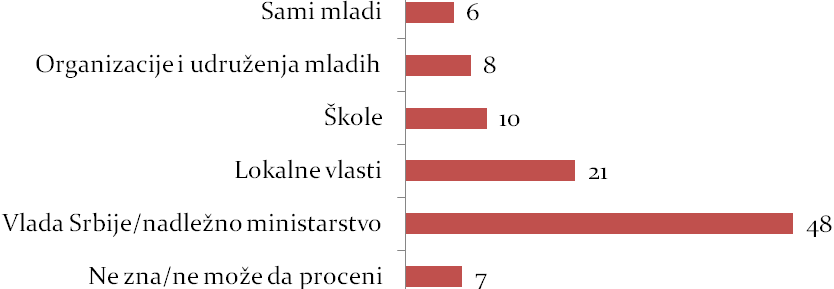 Sami mladi 6
Organizacije i udruženja mladih 8
Škole 10
Lokalne vlasti 21
Vlada Srbije/nadležno ministarstvo 48
Ne zna/ne može da proceni 7